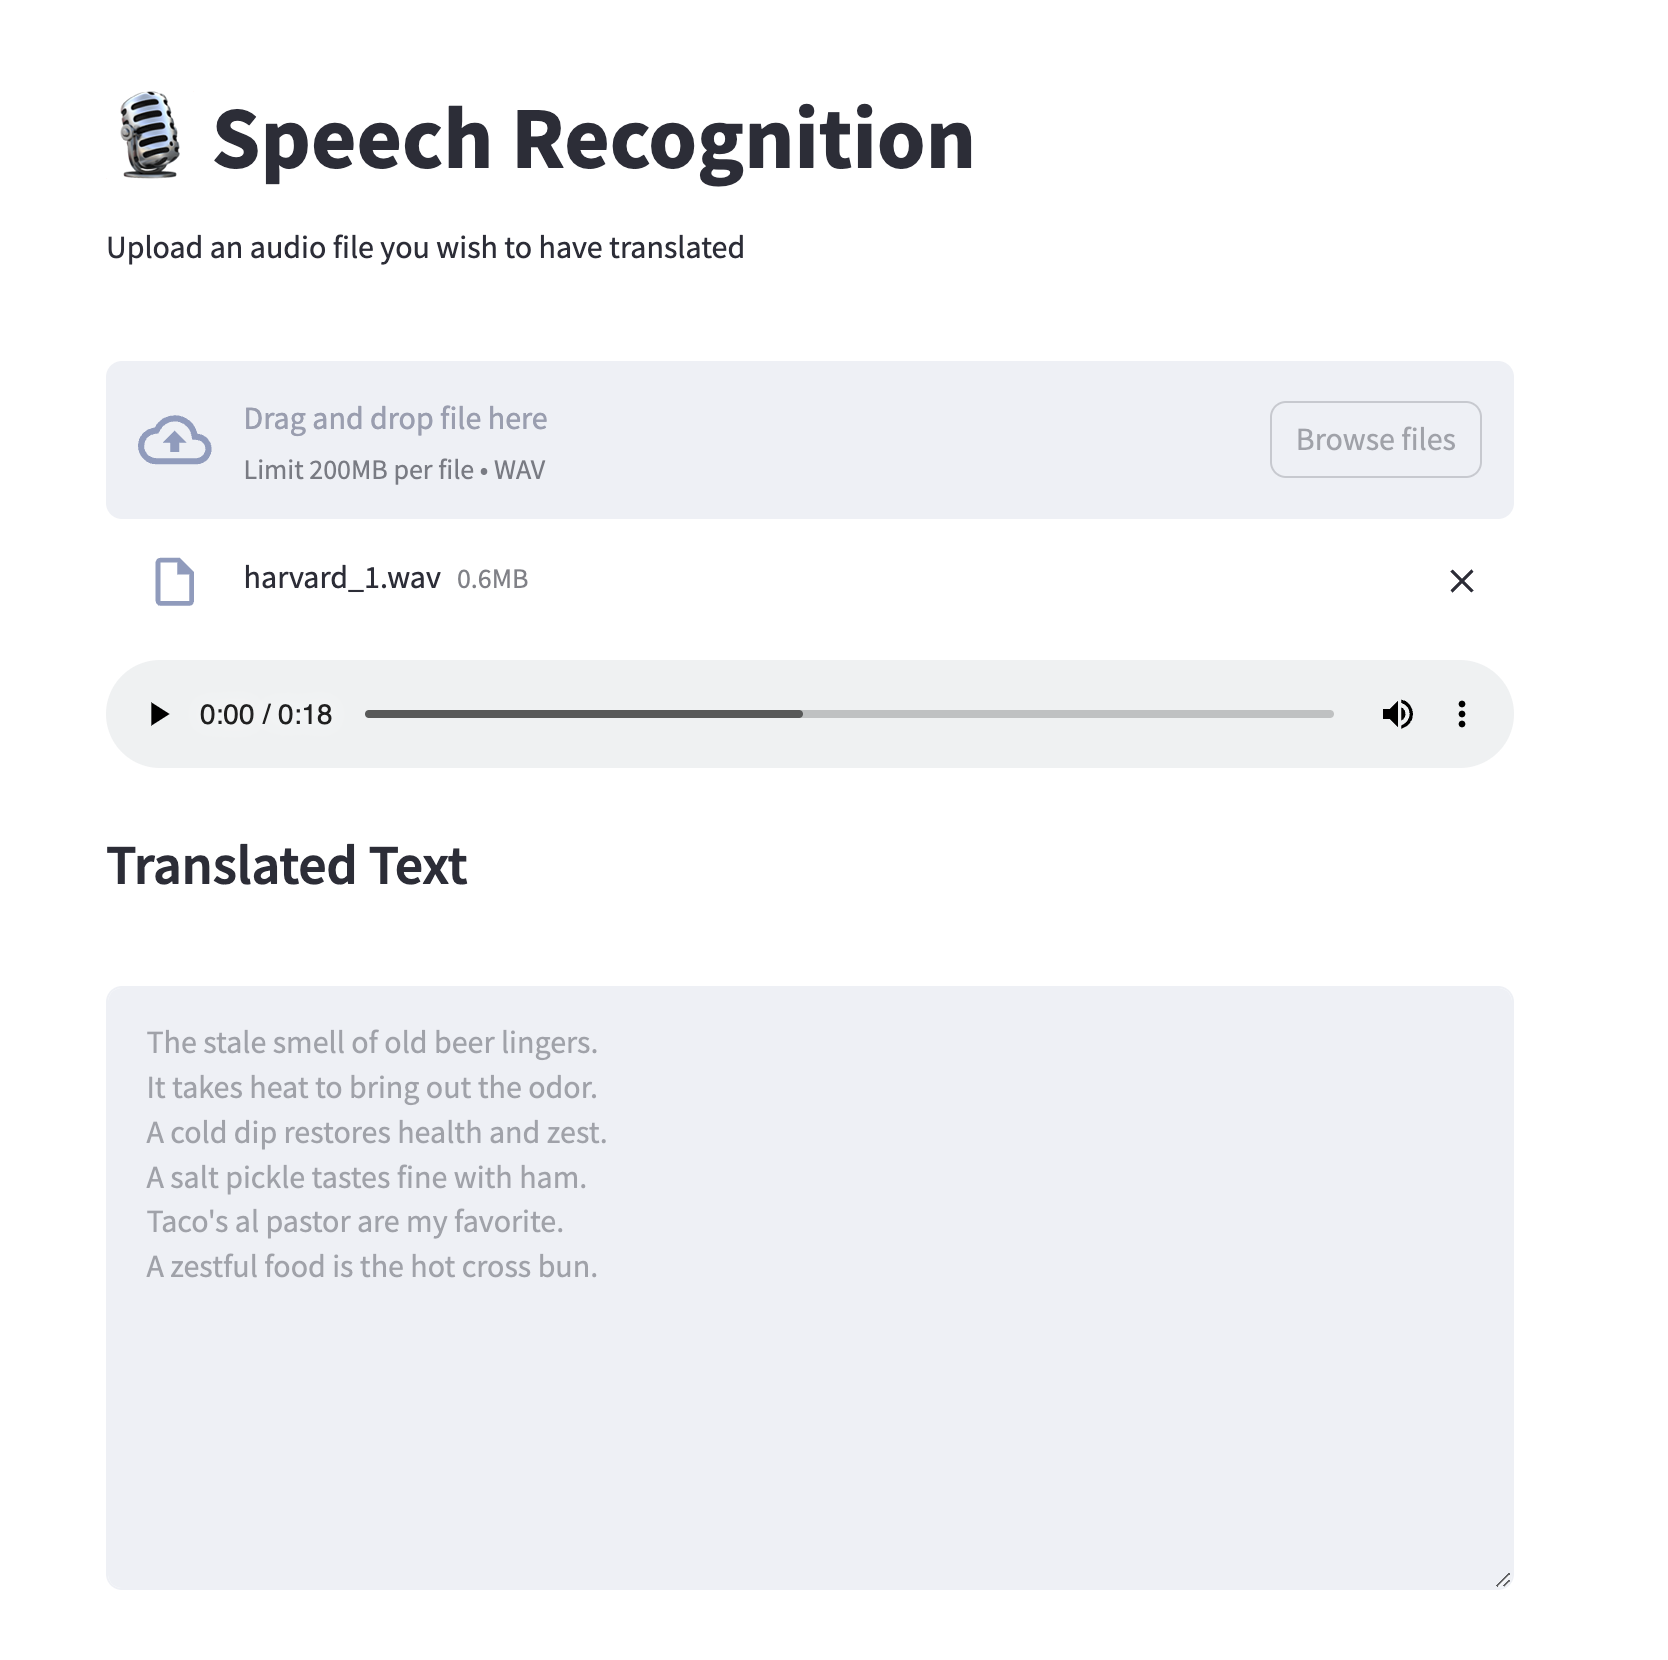 Speech Recognition
Upload an audio file you wish to have translated
Drag and drop file here
Limit 200MB per file • WAV
Browse files
harvard_1.wav 0.6MB
0:00 / 0:18
Translated Text
The stale smell of old beer lingers.
It takes heat to bring out the odor.
A cold dip restores health and zest.
A salt pickle tastes fine with ham.
Taco's al pastor are my favorite.
A zestful food is the hot cross bun.